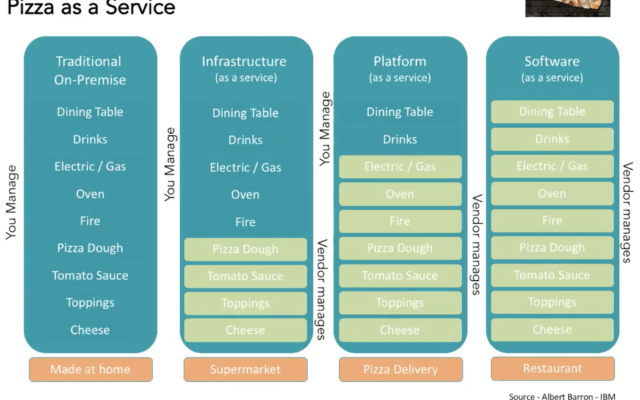 Pizza as a Service
Traditional
On-Premise
Dining Table
Drinks
Electric / Gas
Oven
Fire
Pizza Dough
Tomato Sauce
Toppings
Cheese
You Manage
Made at home
Infrastructure
(as a service)
Dining Table
Drinks
Electric / Gas
Oven
Fire
Pizza Dough
Tomato Sauce
Toppings
Cheese
You Manage
Vendor manages
Supermarket
Platform
(as a service)
Dining Table
Drinks
Electric / Gas
Oven
Fire
Pizza Dough
Tomato Sauce
Toppings
Cheese
You Manage
Vendor manages
Pizza Delivery
Software
(as a service)
Dining Table
Drinks
Electric / Gas
Oven
Fire
Pizza Dough
Tomato Sauce
Toppings
Cheese
Vendor manages
Restaurant
Source - Albert Barron - IBM